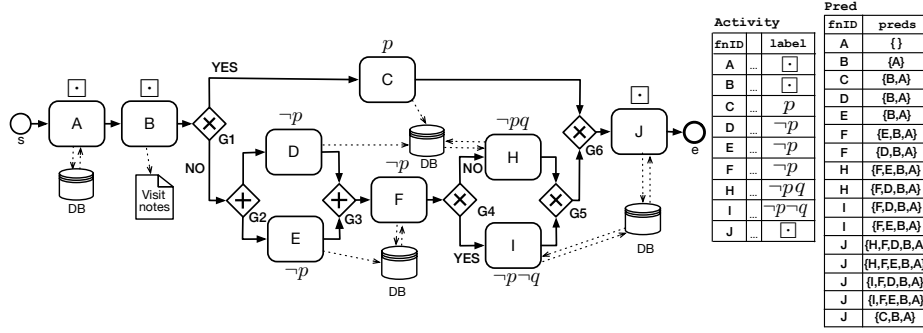 s
A
⊡
DB
B
⊡
Visit
notes
G1
YES
NO
p
C
G2
¬p
D
E
¬p
G3
DB
¬p
F
DB
G4
NO
YES
¬pq
H
I
¬p¬q
G5
G6
⊡
J
DB
e
Activity
fnID ... label
A ... ⊡
B ... ⊡
C ... p
D ... ¬p
E ... ¬p
F ... ¬p
H ... ¬pq
I ... ¬p¬q
J ... ⊡
Pred
fnID preds
A { }
B {A}
C {B,A}
D {B,A}
E {B,A}
F {E,B,A}
F {D,B,A}
H {F,E,B,A}
H {F,D,B,A}
I {F,D,B,A}
I {F,E,B,A}
J {H,F,D,B,A}
J {H,F,E,B,A}
J {I,F,D,B,A}
J {I,F,E,B,A}
J {C,B,A}